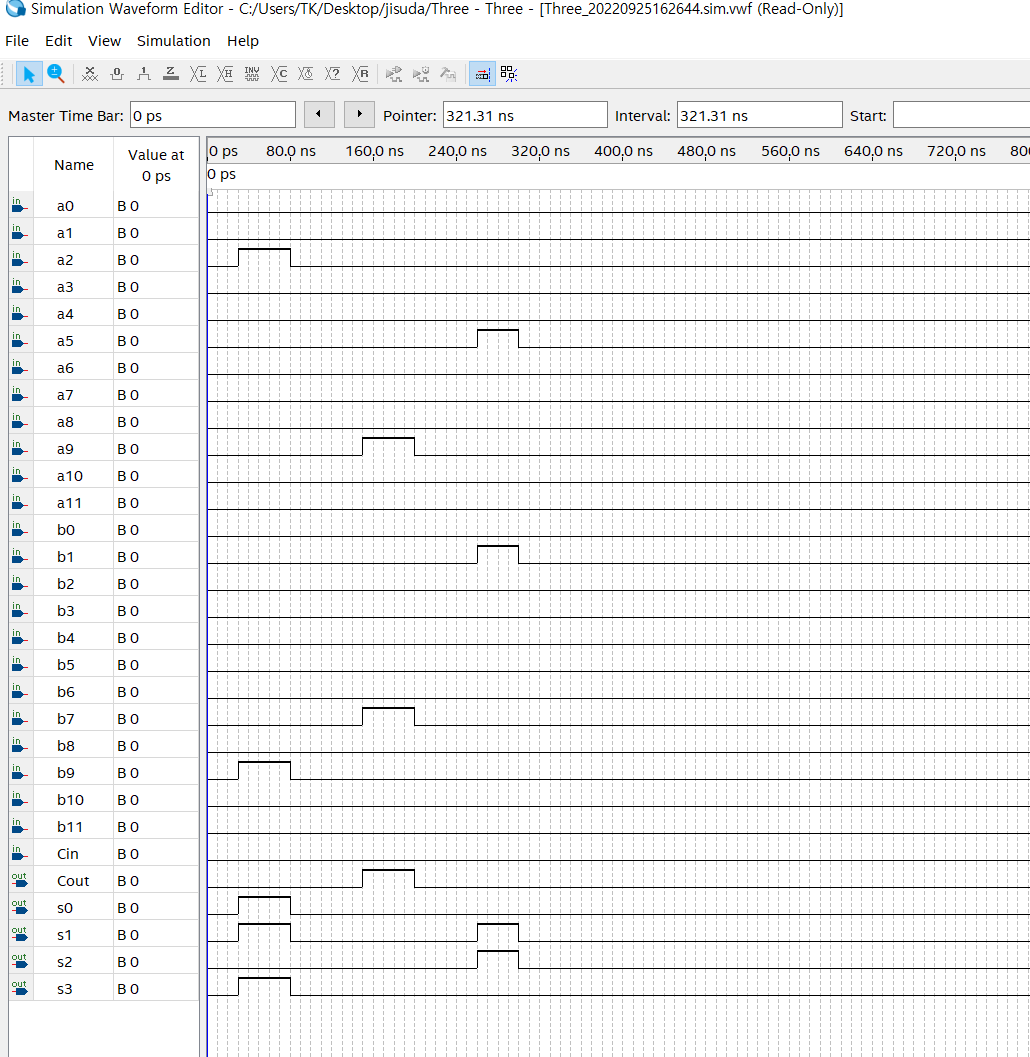 Simulation Waveform Editor - C:/Users/TK/Desktop/jisuda/Three - Three - [Three_20220925162644.sim.vwf (Read-Only)]
File Edit View Simulation Help
Master Time Bar: 0 ps Pointer: 321.31 ns Interval: 321.31 ns Start:
Name Value at 0 ps 0 ps 80.0 ns 160.0 ns 240.0 ns 320.0 ns 400.0 ns 480.0 ns 560.0 ns 640.0 ns 720.0 ns 800
0 ps
in a0 B 0
in a1 B 0
in a2 B 0
in a3 B 0
in a4 B 0
in a5 B 0
in a6 B 0
in a7 B 0
in a8 B 0
in a9 B 0
in a10 B 0
in a11 B 0
in b0 B 0
in b1 B 0
in b2 B 0
in b3 B 0
in b4 B 0
in b5 B 0
in b6 B 0
in b7 B 0
in b8 B 0
in b9 B 0
in b10 B 0
in b11 B 0
in Cin B 0
out Cout B 0
out s0 B 0
out s1 B 0
out s2 B 0
out s3 B 0